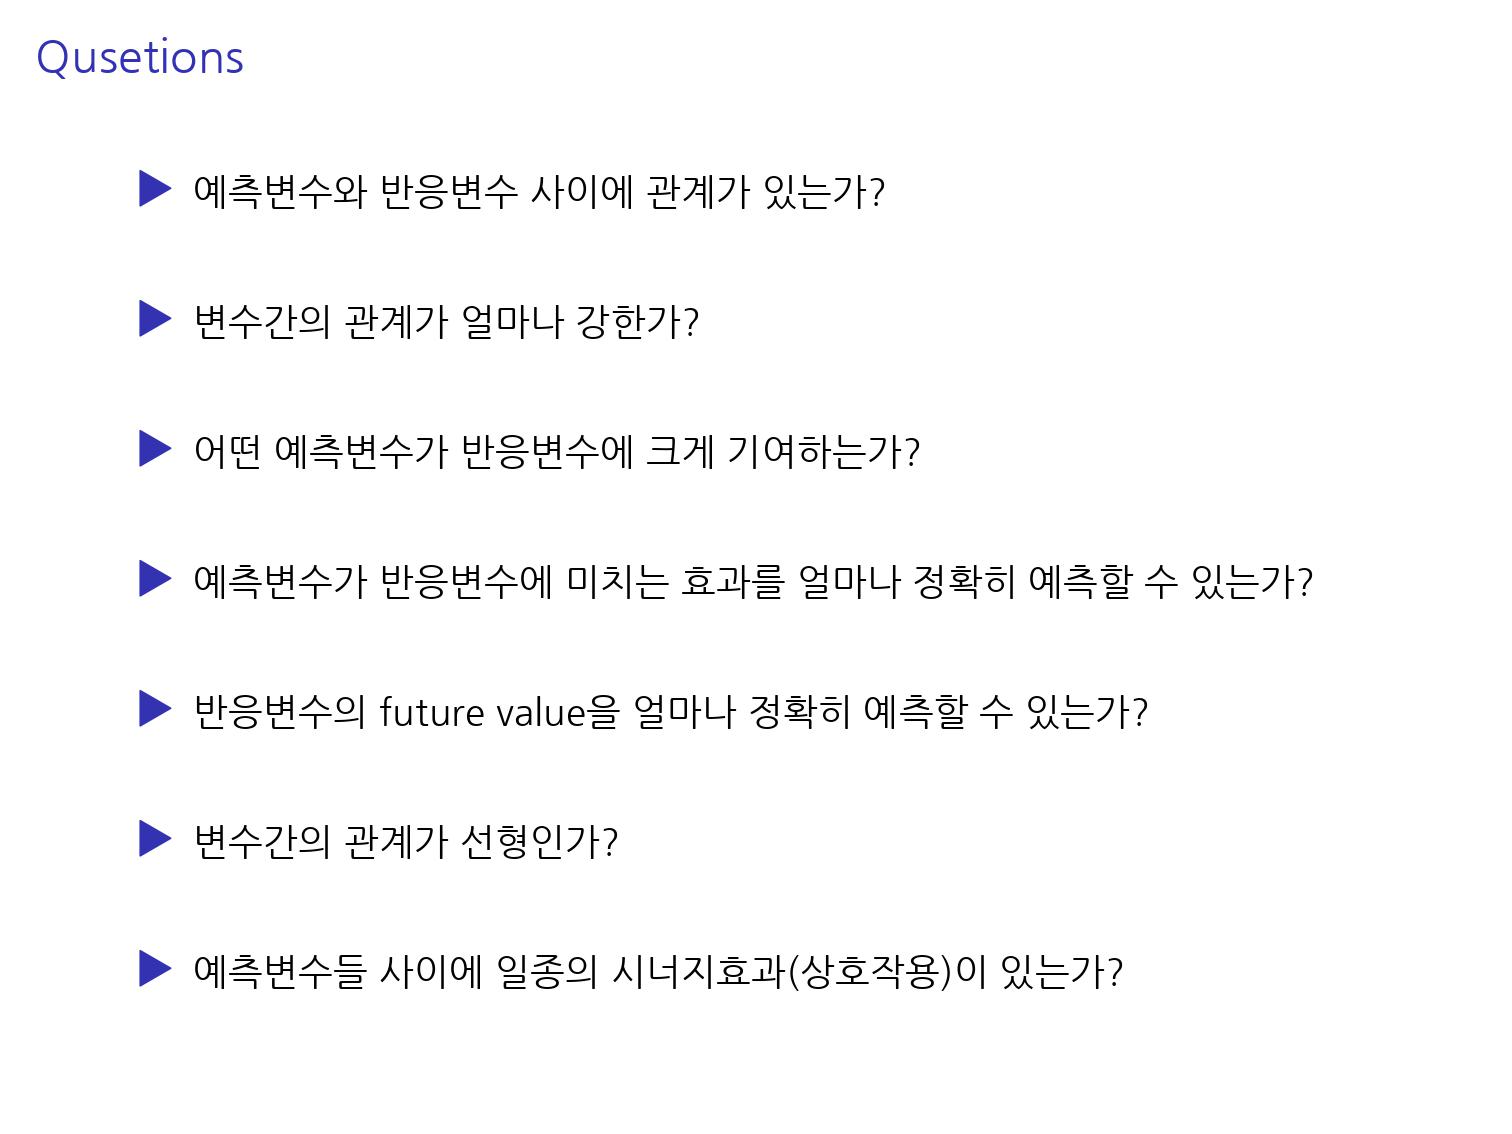 Qusetions
▶ 예측변수와 반응변수 사이에 관계가 있는가?
▶ 변수간의 관계가 얼마나 강한가?
▶ 어떤 예측변수가 반응변수에 크게 기여하는가?
▶ 예측변수가 반응변수에 미치는 효과를 얼마나 정확히 예측할 수 있는가?
▶ 반응변수의 future value을 얼마나 정확히 예측할 수 있는가?
▶ 변수간의 관계가 선형인가?
▶ 예측변수들 사이에 일종의 시너지효과(상호작용)이 있는가?